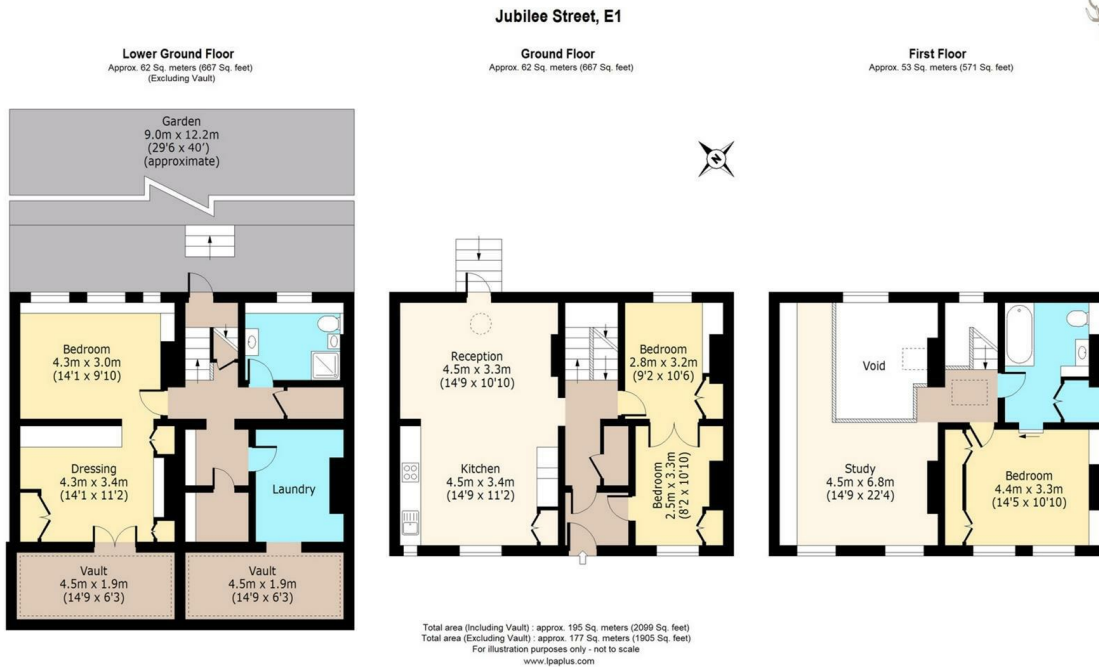 Jubilee Street, E1
Lower Ground Floor
Approx. 62 Sq. meters (667 Sq. feet)
(Excluding Vault)
Garden
9.0m x 12.2m
(29'6 x 40')
(approximate)
Bedroom
4.3m x 3.0m
(14'1 x 9'10)
Dressing
4.3m x 3.4m
(14'1 x 11'2)
Laundry
Vault
4.5m x 1.9m
(14'9 x 6'3)
Vault
4.5m x 1.9m
(14'9 x 6'3)
Ground Floor
Approx. 62 Sq. meters (667 Sq. feet)
N
Reception
4.5m x 3.3m
(14'9 x 10'10)
Bedroom
2.8m x 3.2m
(9'2 x 10'6)
Kitchen
4.5m x 3.4m
(14'9 x 11'2)
Bedroom
2.5m x 3.3m
(8'2 x 10'10)
First Floor
Approx. 53 Sq. meters (571 Sq. feet)
Void
Study
4.5m x 6.8m
(14'9 x 22'4)
Bedroom
4.4m x 3.3m
(14'5 x 10'10)
Total area (Including Vault) : approx. 195 Sq. meters (2099 Sq. feet)
Total area (Excluding Vault) : approx. 177 Sq. meters (1905 Sq. feet)
For illustration purposes only - not to scale
www.lpaplus.com